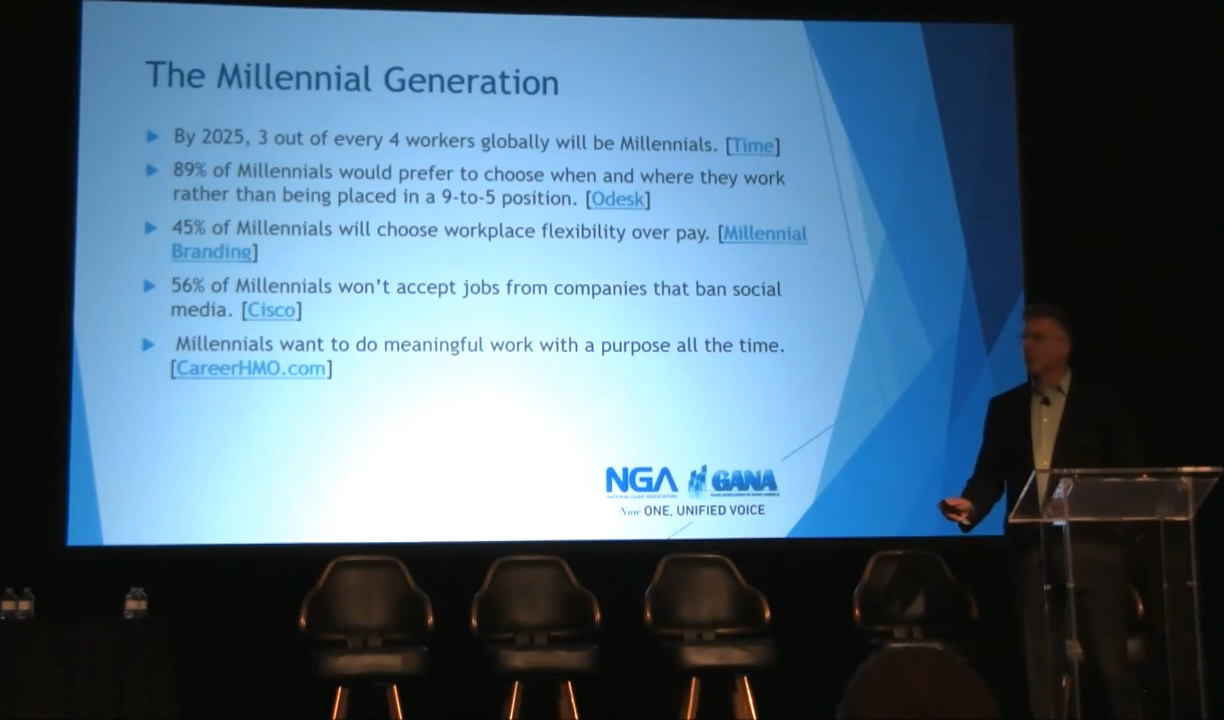 The Millennial Generation
By 2025, 3 out of every 4 workers globally will be Millennials. [Time]
89% of Millennials would prefer to choose when and where they work
rather than being placed in a 9-to-5 position. [Odesk]
45% of Millennials will choose workplace flexibility over pay. [Millennial
Branding]
56% of Millennials won't accept jobs from companies that ban social
media. [Cisco]
Millennials want to do meaningful work with a purpose all the time.
[CareerHMO.com]
NGA GANA
NATIONAL GLASS ASSOCIATION
Now ONE, UNIFIED VOICE